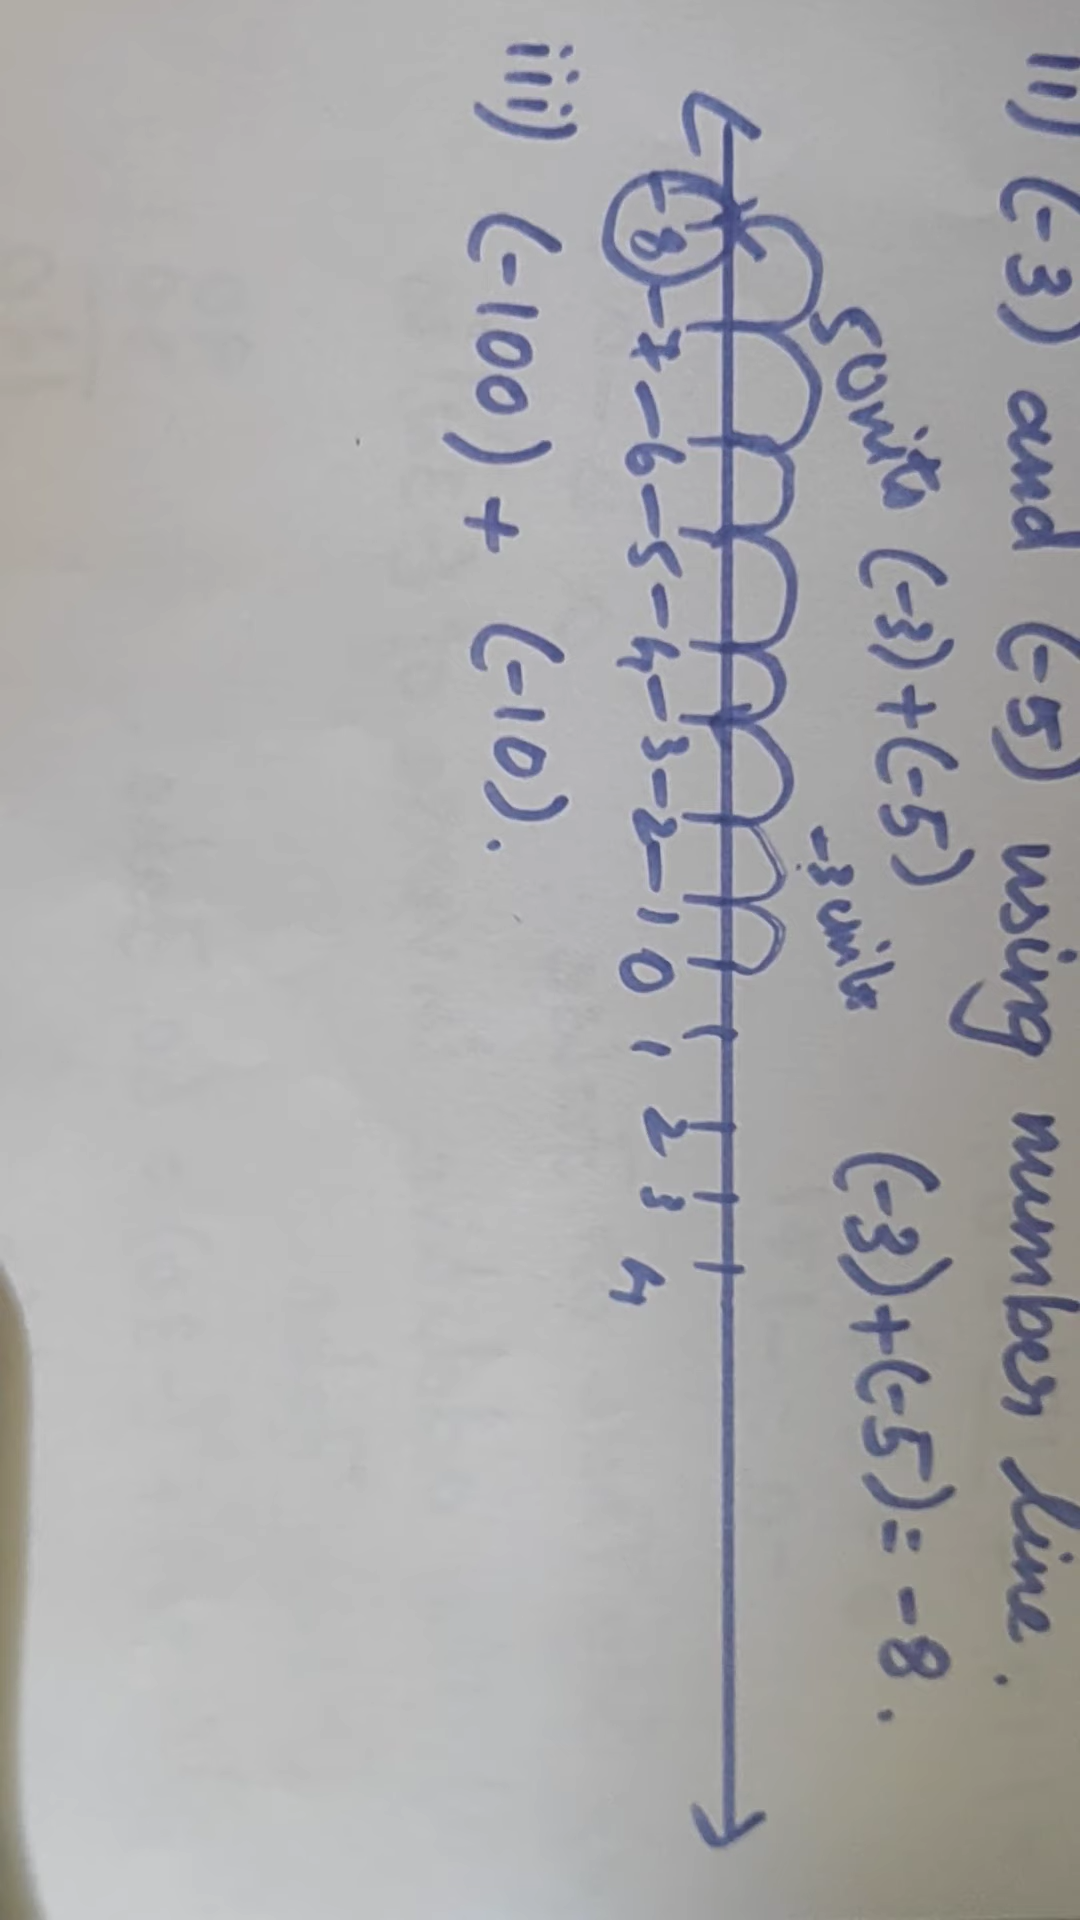 ii) (-3) and (-5) using number line.
5 units (-3)+(-5) (-3)+(-5) = -8.
-3 units
-8 -7 -6 -5 -4 -3 -2 -1 0 1 2 3 4
iii) (-100) + (-10).